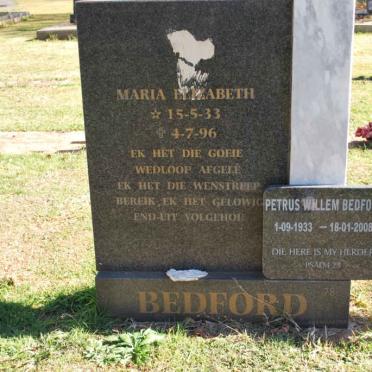 MARIA ELIZABETH
☆ 15-5-33
✞ 4-7-96
EK HET DIE GOEIE
WEDLOOP AFGELÊ
EK HET DIE WENSTREEP
BEREIK, EK HET GELOWIG
END-UIT VOLGEHOU
PETRUS WILLEM BEDFORD
1-09-1933 — 18-01-2008
DIE HERE IS MY HERDER
PSALM 23
BEDFORD